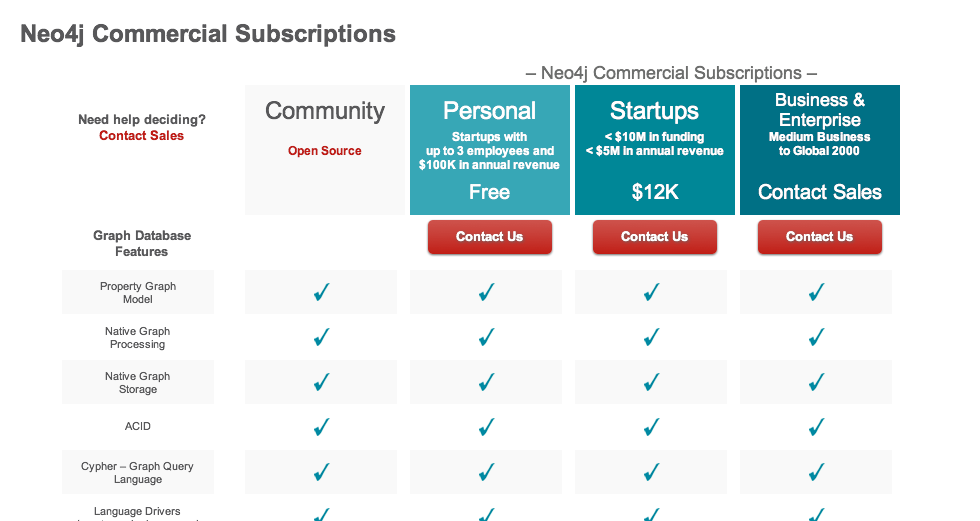 Neo4j Commercial Subscriptions
– Neo4j Commercial Subscriptions –
Need help deciding?
Contact Sales
Community
Open Source
Personal
Startups with
up to 3 employees and
$100K in annual revenue
Free
Startups
< $10M in funding
< $5M in annual revenue
$12K
Business &
Enterprise
Medium Business
to Global 2000
Contact Sales
Graph Database
Features
Contact Us
Contact Us
Contact Us
Property Graph
Model
Native Graph
Processing
Native Graph
Storage
ACID
Cypher – Graph Query
Language
Language Drivers